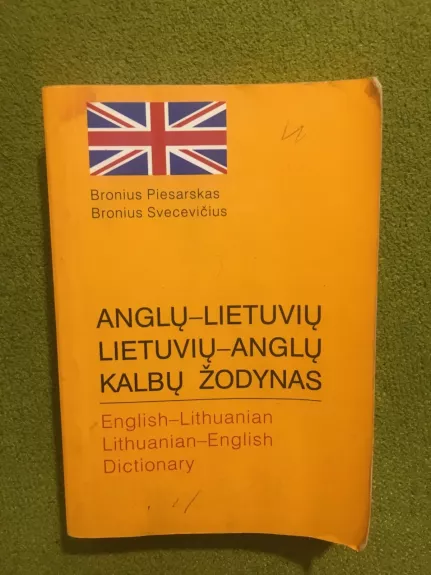 Bronius Piesarskas
Bronius Svecevičius
ANGLŲ–LIETUVIŲ
LIETUVIŲ–ANGLŲ
KALBŲ ŽODYNAS
English–Lithuanian
Lithuanian–English
Dictionary